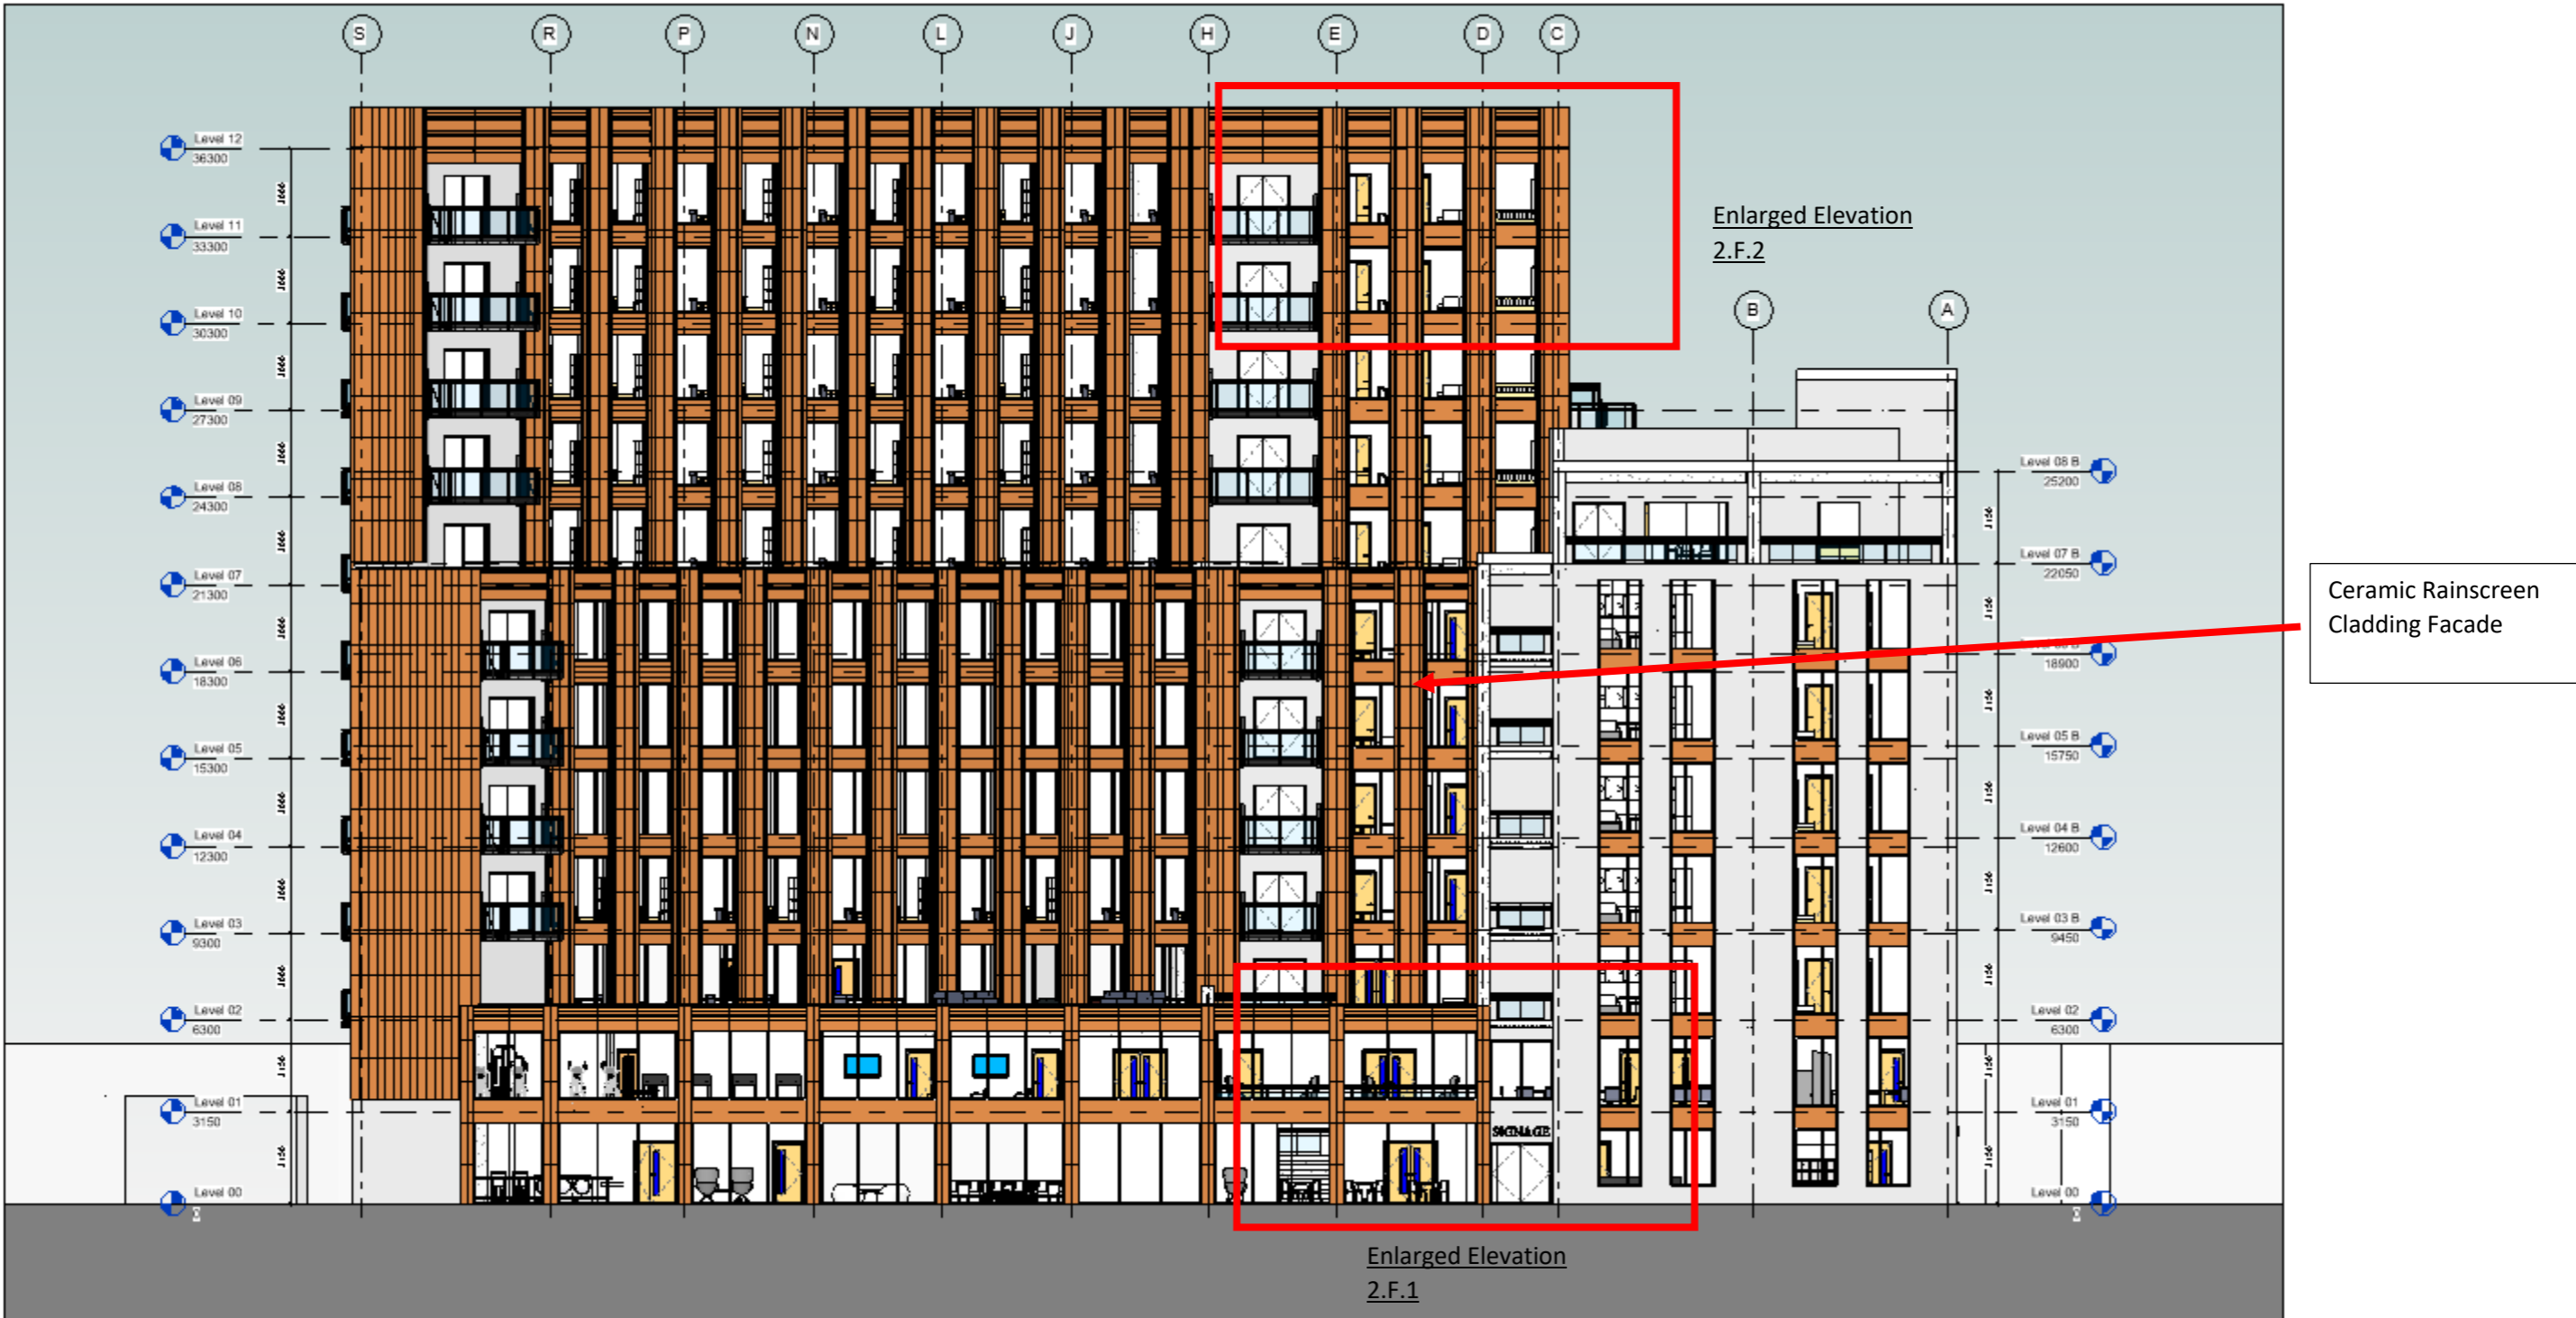 S
R
P
N
L
J
H
E
D
C
Level 12
36300
Level 11
33300
Enlarged Elevation
2.F.2
Level 10
30300
B
A
Level 09
27300
Level 08
24300
Level 08 B
25200
Level 07
21300
Level 07 B
22050
Ceramic Rainscreen
Cladding Facade
Level 06
18300
18900
Level 05
15300
Level 05 B
15750
Level 04
12300
Level 04 B
12600
Level 03
9300
Level 03 B
9450
Level 02
6300
Level 02
6300
Level 01
3150
Level 01
3150
SIGNAGE
Level 00
Level 00
Enlarged Elevation
2.F.1